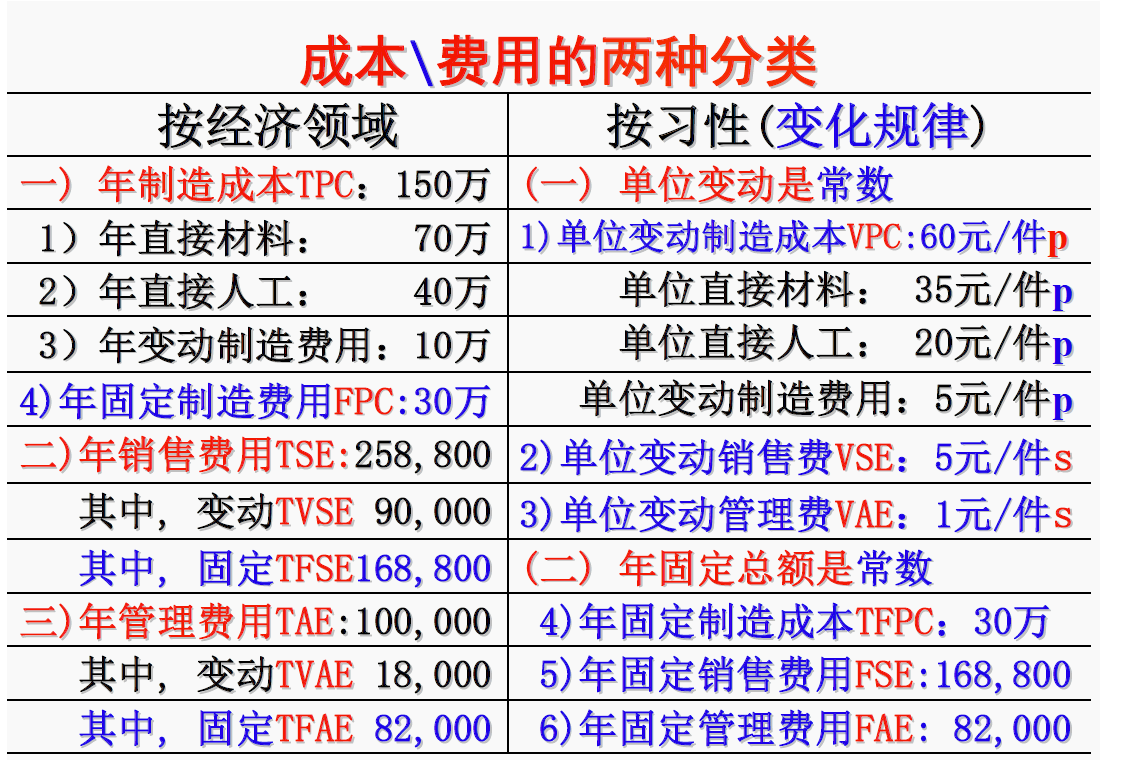 成本\费用的两种分类
按经济领域 按习性(变化规律)
一) 年制造成本TPC：150万 (一) 单位变动是常数
1）年直接材料： 70万 1)单位变动制造成本VPC:60元/件p
2）年直接人工： 40万 单位直接材料： 35元/件p
3）年变动制造费用：10万 单位直接人工： 20元/件p
4)年固定制造费用FPC:30万 单位变动制造费用：5元/件p
二)年销售费用TSE:258,800 2)单位变动销售费VSE：5元/件s
其中, 变动TVSE 90,000 3)单位变动管理费VAE：1元/件s
其中, 固定TFSE168,800 (二) 年固定总额是常数
三)年管理费用TAE:100,000 4)年固定制造成本TFPC：30万
其中, 变动TVAE 18,000 5)年固定销售费用FSE:168,800
其中, 固定TFAE 82,000 6)年固定管理费用FAE: 82,000